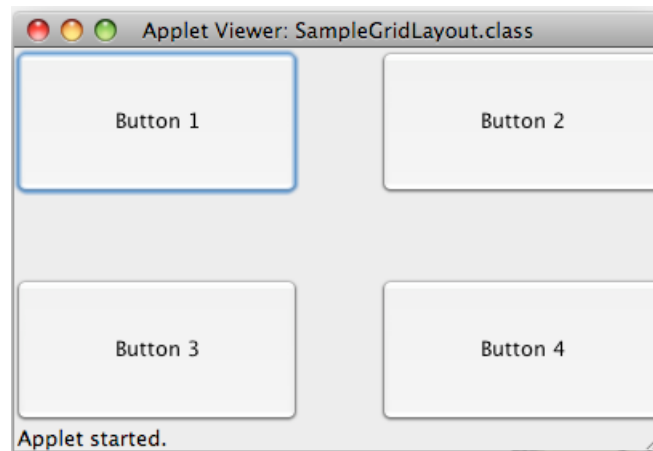 Applet Viewer: SampleGridLayout.class
Button 1
Button 2
Button 3
Button 4
Applet started.